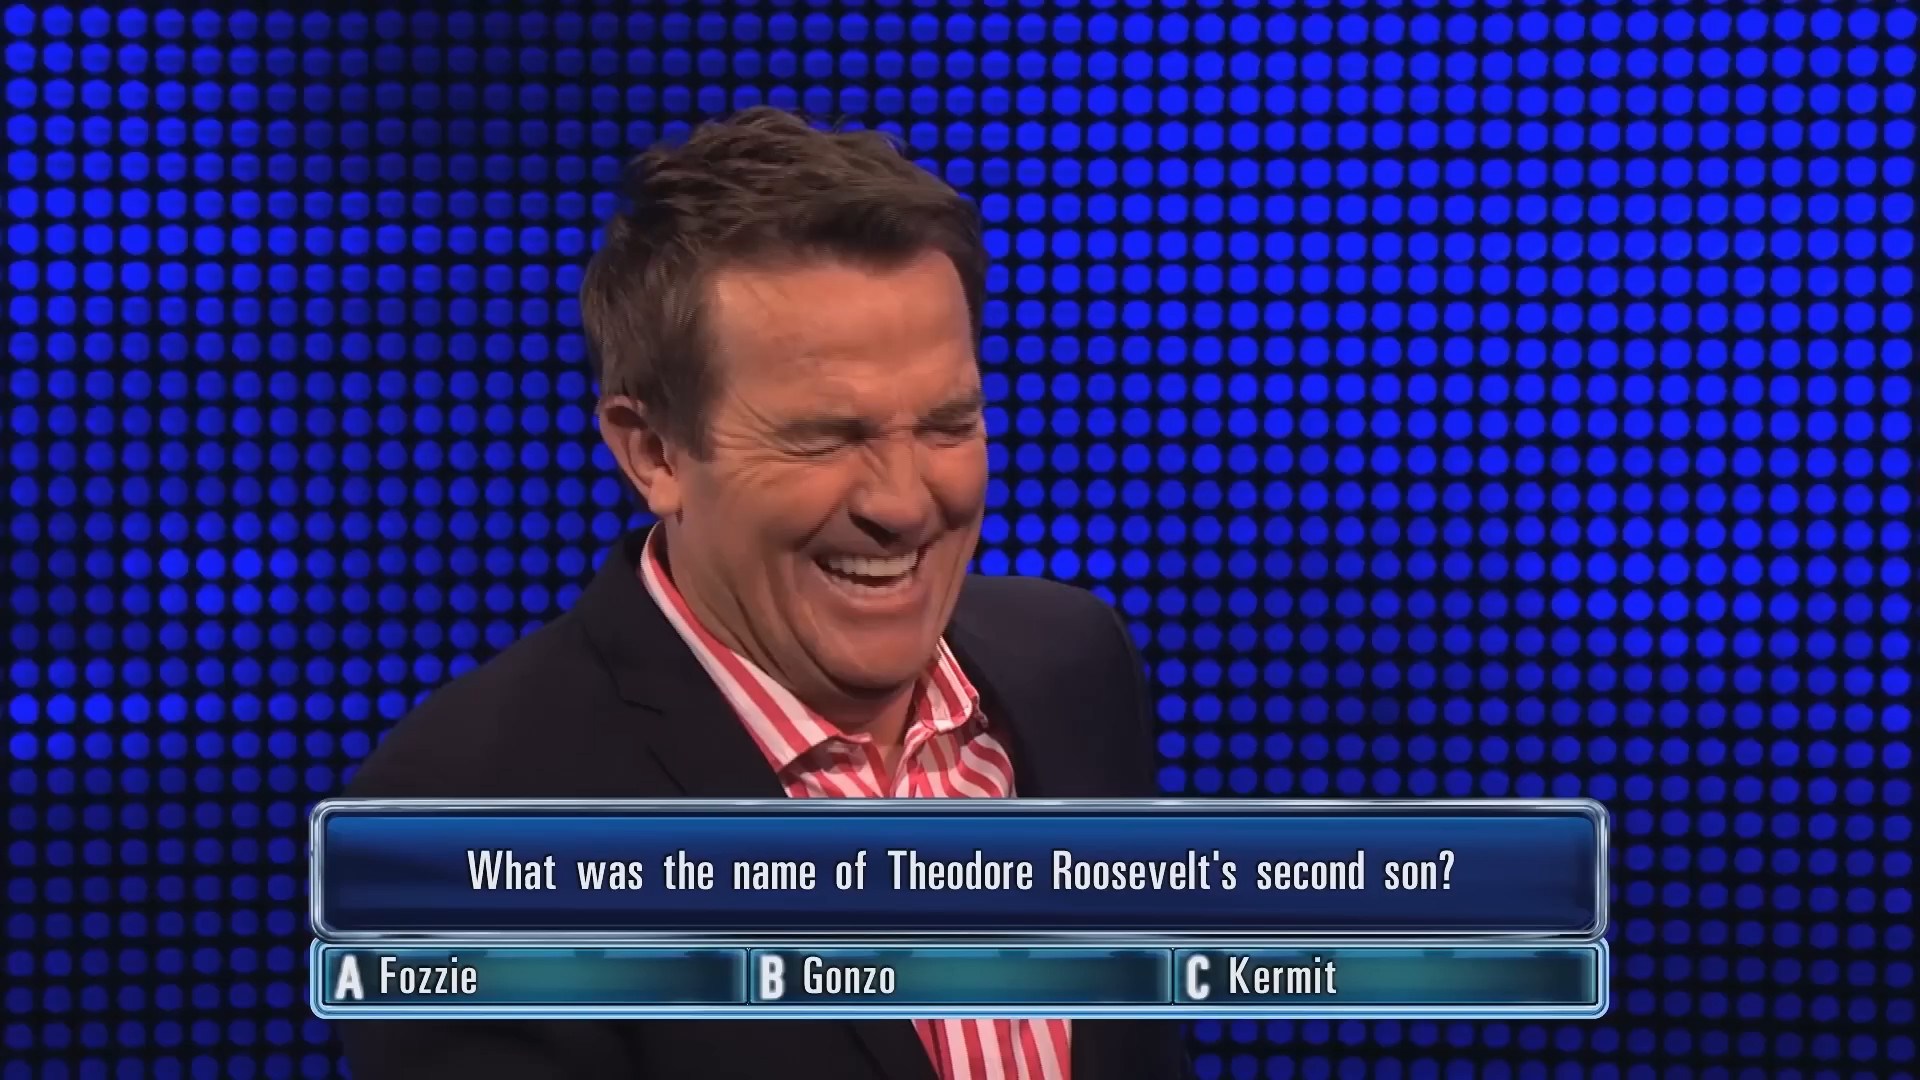 What was the name of Theodore Roosevelt's second son?
A Fozzie
B Gonzo
C Kermit